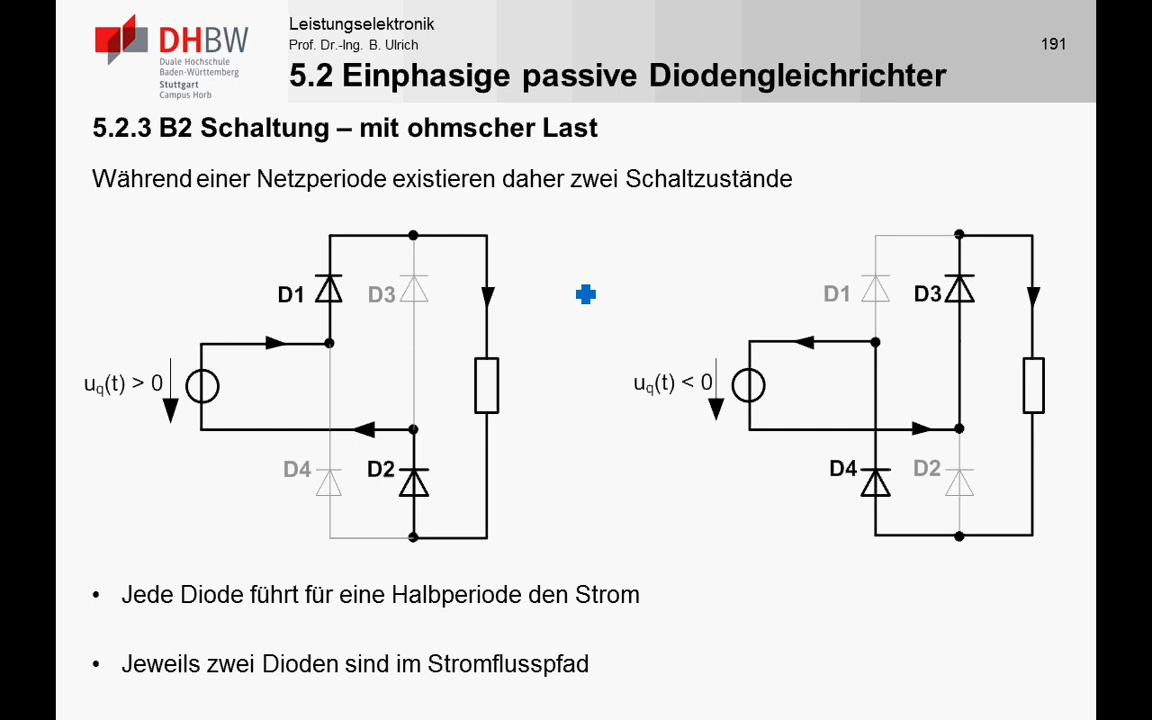 DHBW
Duale Hochschule
Baden-Württemberg
Stuttgart
Campus Horb
Leistungselektronik
Prof. Dr.-Ing. B. Ulrich
191
5.2 Einphasige passive Diodengleichrichter
5.2.3 B2 Schaltung – mit ohmscher Last
Während einer Netzperiode existieren daher zwei Schaltzustände
D1
D3
uq(t) > 0
D4
D2
D1
D3
uq(t) < 0
D4
D2
• Jede Diode führt für eine Halbperiode den Strom
• Jeweils zwei Dioden sind im Stromflusspfad